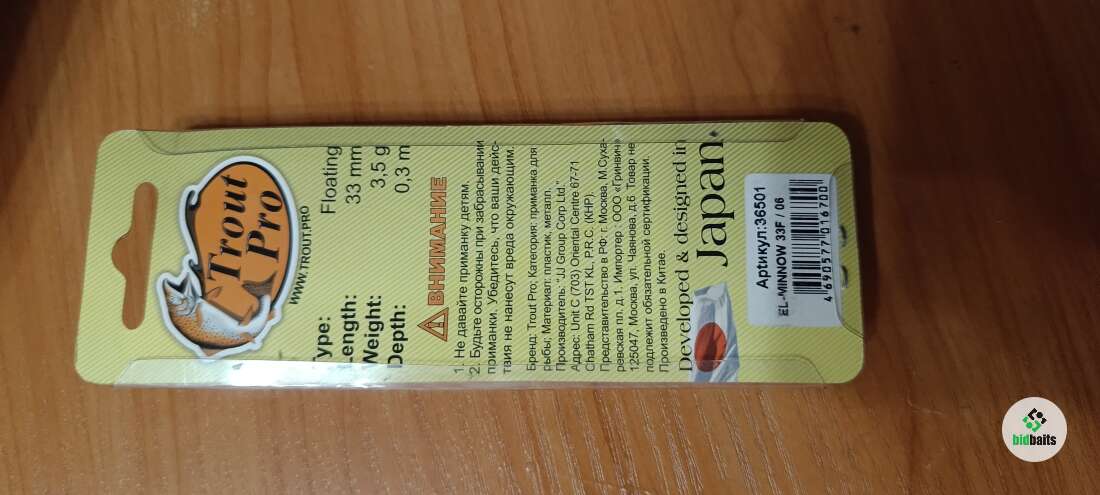 Trout
Pro
WWW.TROUT.PRO
Type: Floating
Length: 33 mm
Weight: 3,5 g
Depth: 0,3 m
ВНИМАНИЕ
1. Не давайте приманку детям.
2. Будьте осторожны при забрасывании
приманки. Убедитесь, что ваши дейс-
твия не нанесут вреда окружающим.
Бренд: Trout Pro; Категория: приманка для
рыбы; Материал: пластик, металл.
Производитель: "JJ Group Corp Ltd."
Адрес: Unit C (703) Oriental Centre 67-71
Chatham Rd TST KL. P.R.C. (КНР).
Представительство в РФ: г. Москва, М.Суха-
ревская пл. д.1. Импортер : ООО «Гринвич»
125047, Москва, ул. Чаянова, д.6. Товар не
подлежит обязательной сертификации.
Произведено в Китае.
Developed & designed in
Japan
Артикул:36501
EL-MINNOW 33F / 06
4 690577 016700
bidbaits